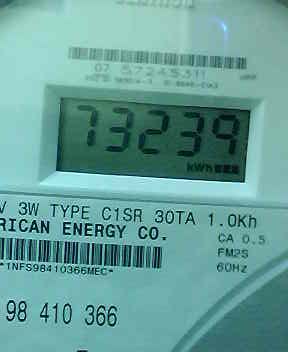 07 57245311
73239
kWh
V 3W TYPE C1SR 30TA 1.0Kh
RICAN ENERGY CO.
CA 0.5
FM2S
*1NFS98410366MEC*
60Hz
98 410 366